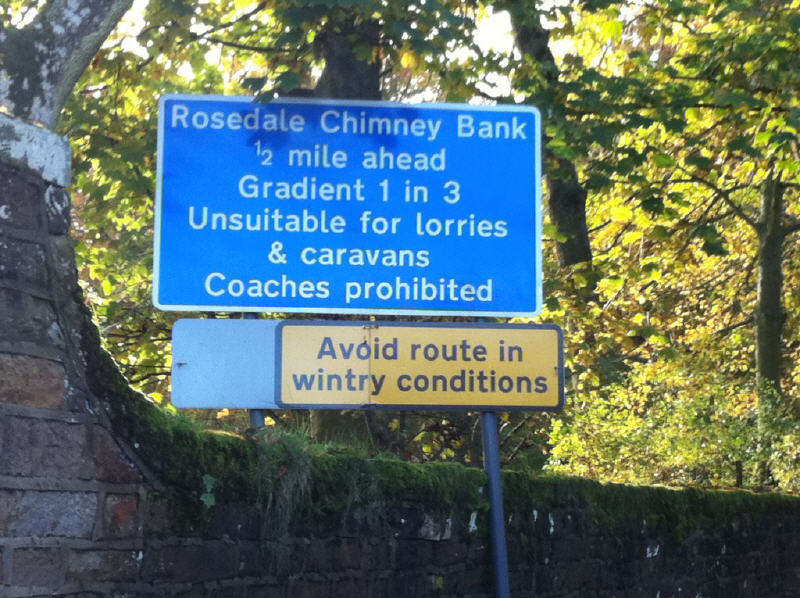 Rosedale Chimney Bank
½ mile ahead
Gradient 1 in 3
Unsuitable for lorries
& caravans
Coaches prohibited
Avoid route in
wintry conditions